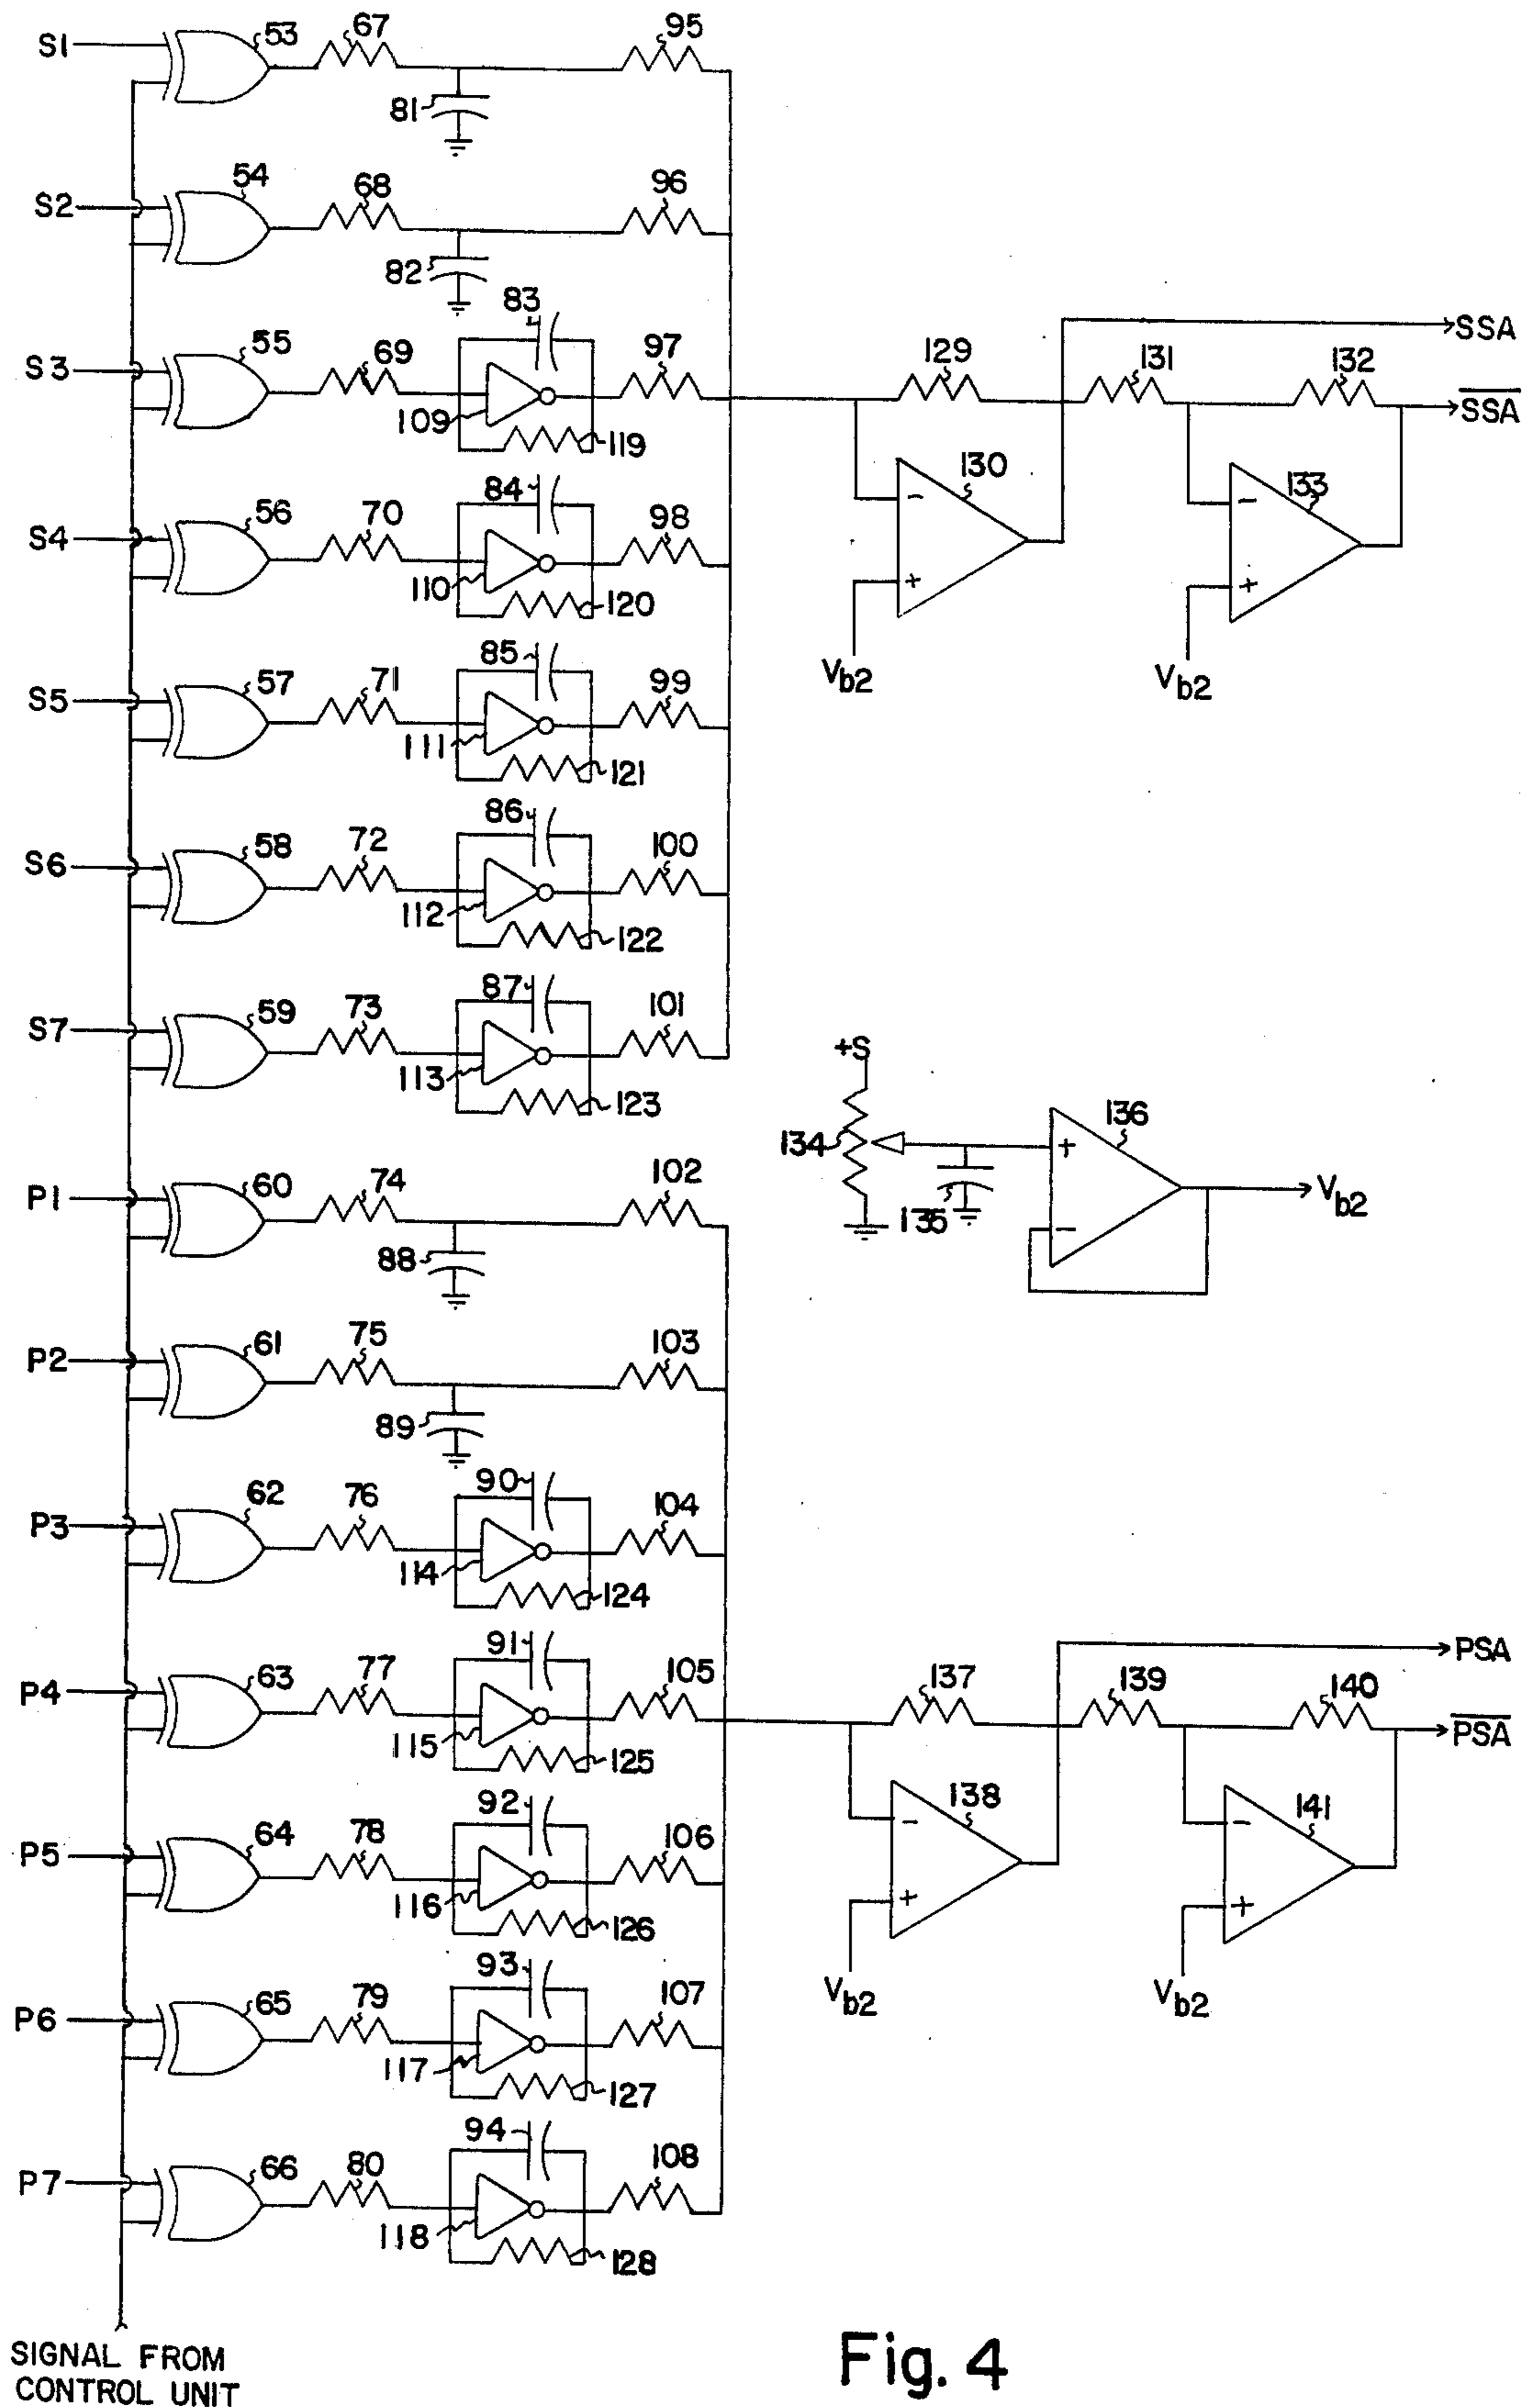 S1 53 67 95
81
S2 54 68 96
82
83
S3 55 69 97
109 119
84
S4 56 70 98
110 120
85
S5 57 71 99
111 121
86
S6 58 72 100
112 122
87
S7 59 73 101
113 123
129 131 132
SSA
S̅S̅A̅
130 133
- -
+ +
Vb2 Vb2
+S
134 135
136
+
-
Vb2
P1 60 74 102
88
P2 61 75 103
89
90
P3 62 76 104
114 124
91
P4 63 77 105
115 125
92
P5 64 78 106
116 126
93
P6 65 79 107
117 127
94
P7 66 80 108
118 128
137 139 140
PSA
P̅S̅A̅
138 141
- -
+ +
Vb2 Vb2
SIGNAL FROM
CONTROL UNIT
Fig. 4